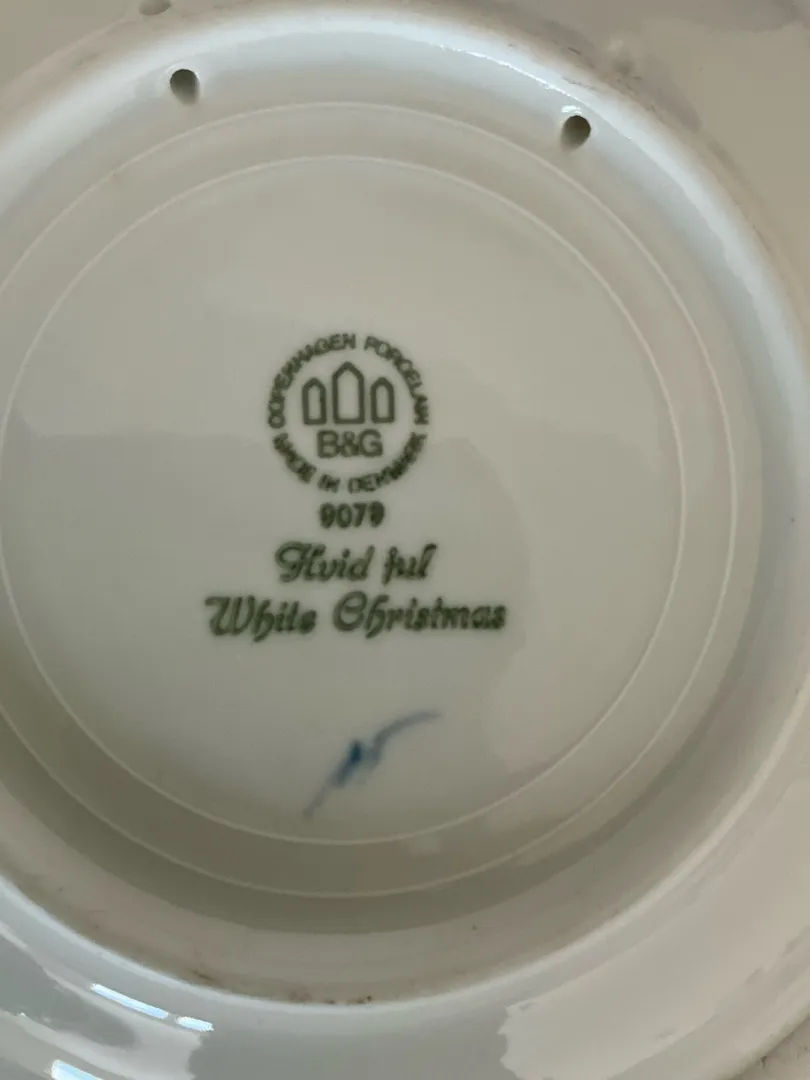 COPENHAGEN PORCELAIN
B&G
MADE IN DENMARK
9079
Hvid jul
White Christmas